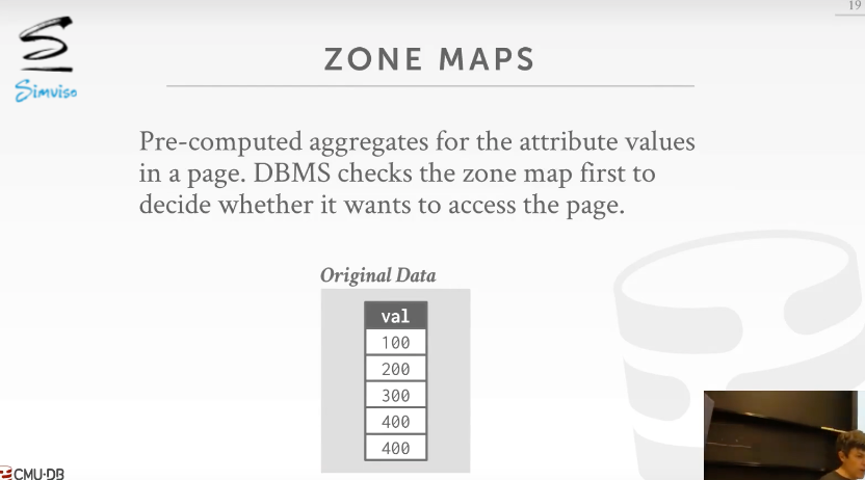 19
Simviso
ZONE MAPS
Pre-computed aggregates for the attribute values
in a page. DBMS checks the zone map first to
decide whether it wants to access the page.
Original Data
val
100
200
300
400
400
CMU·DB